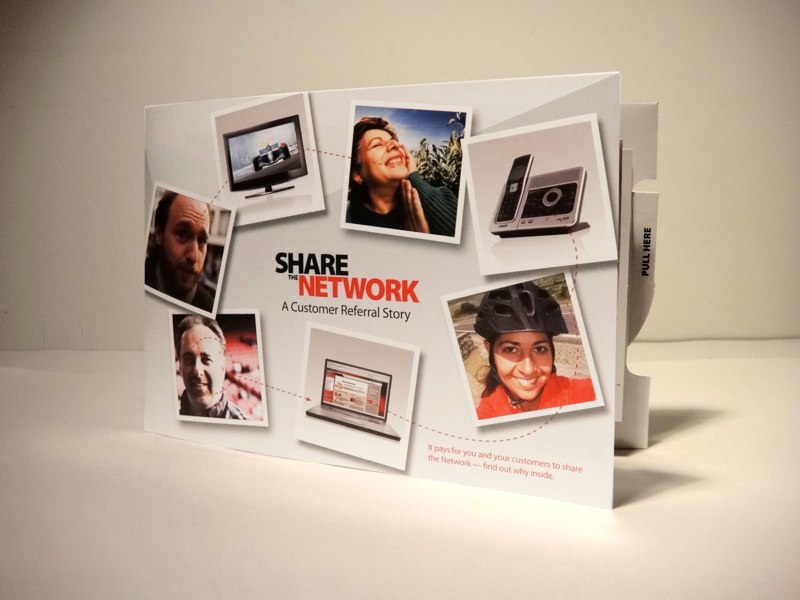 SHARE
THE NETWORK
A Customer Referral Story
It pays for you and your customers to share
the Network — find out why inside.
PULL HERE